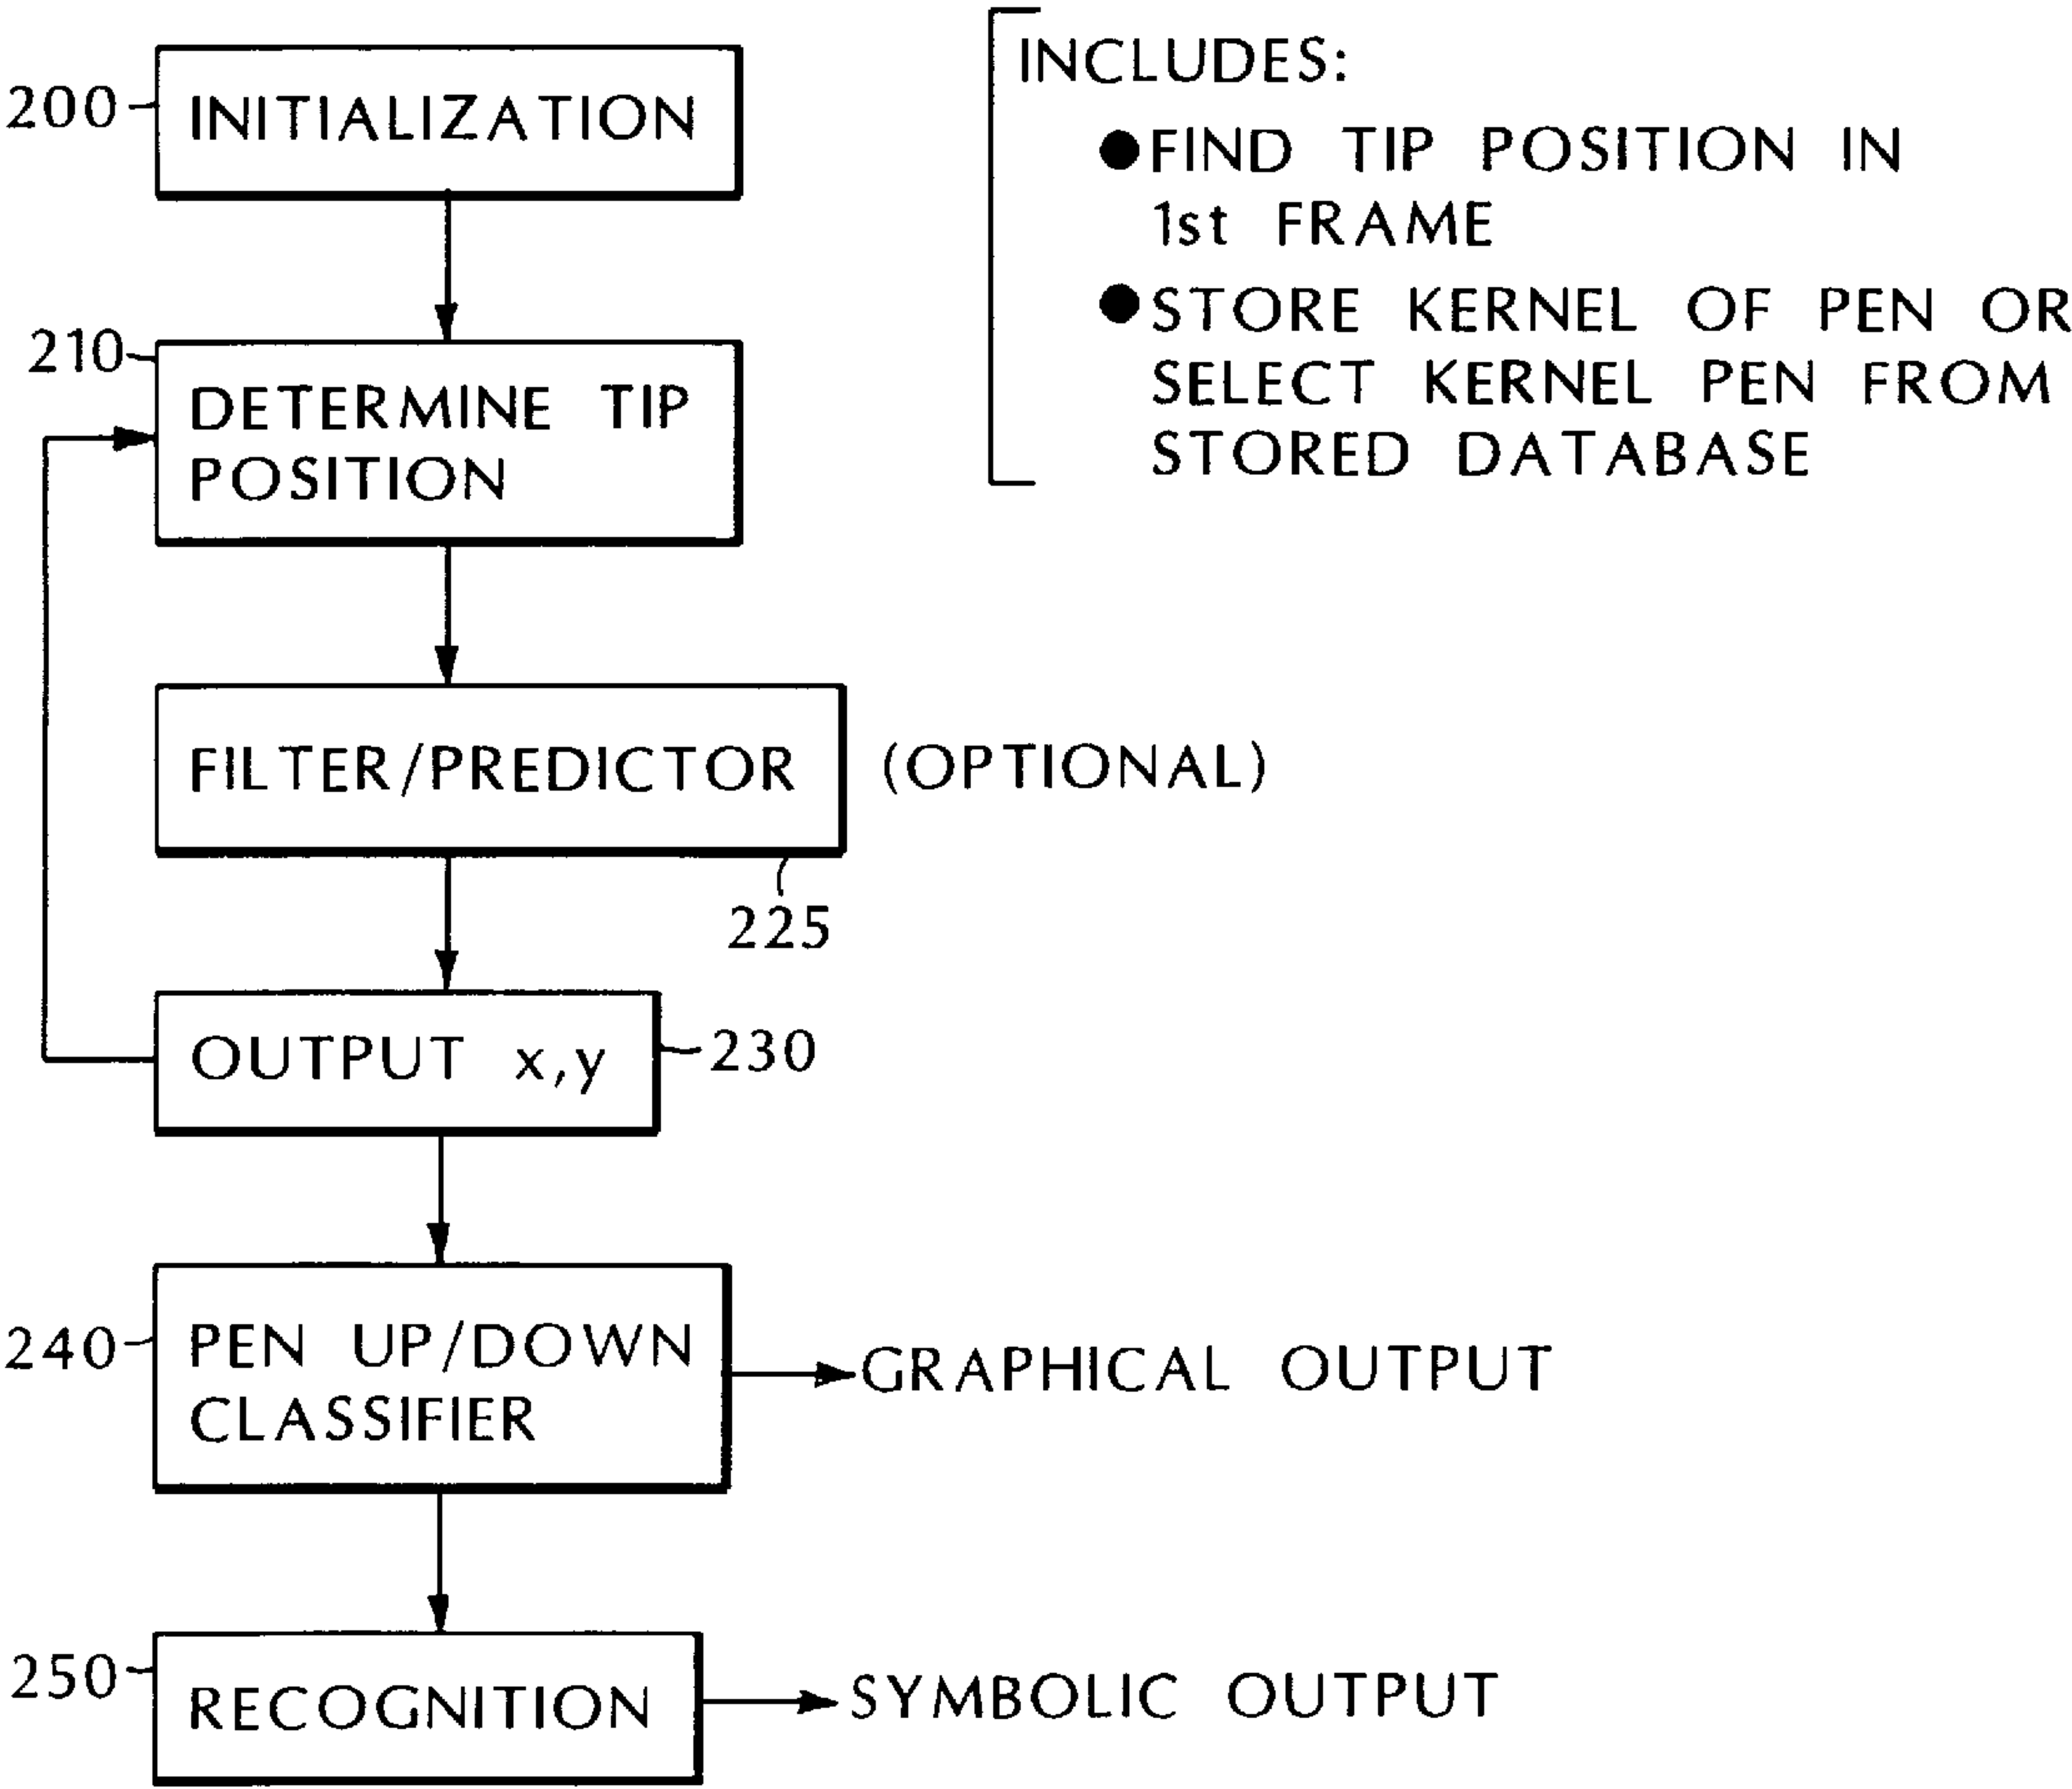 200
INITIALIZATION
INCLUDES:
●FIND TIP POSITION IN
1st FRAME
●STORE KERNEL OF PEN OR
SELECT KERNEL PEN FROM
STORED DATABASE
210
DETERMINE TIP
POSITION
FILTER/PREDICTOR (OPTIONAL)
225
OUTPUT x,y
230
240
PEN UP/DOWN
CLASSIFIER
GRAPHICAL OUTPUT
250
RECOGNITION
SYMBOLIC OUTPUT